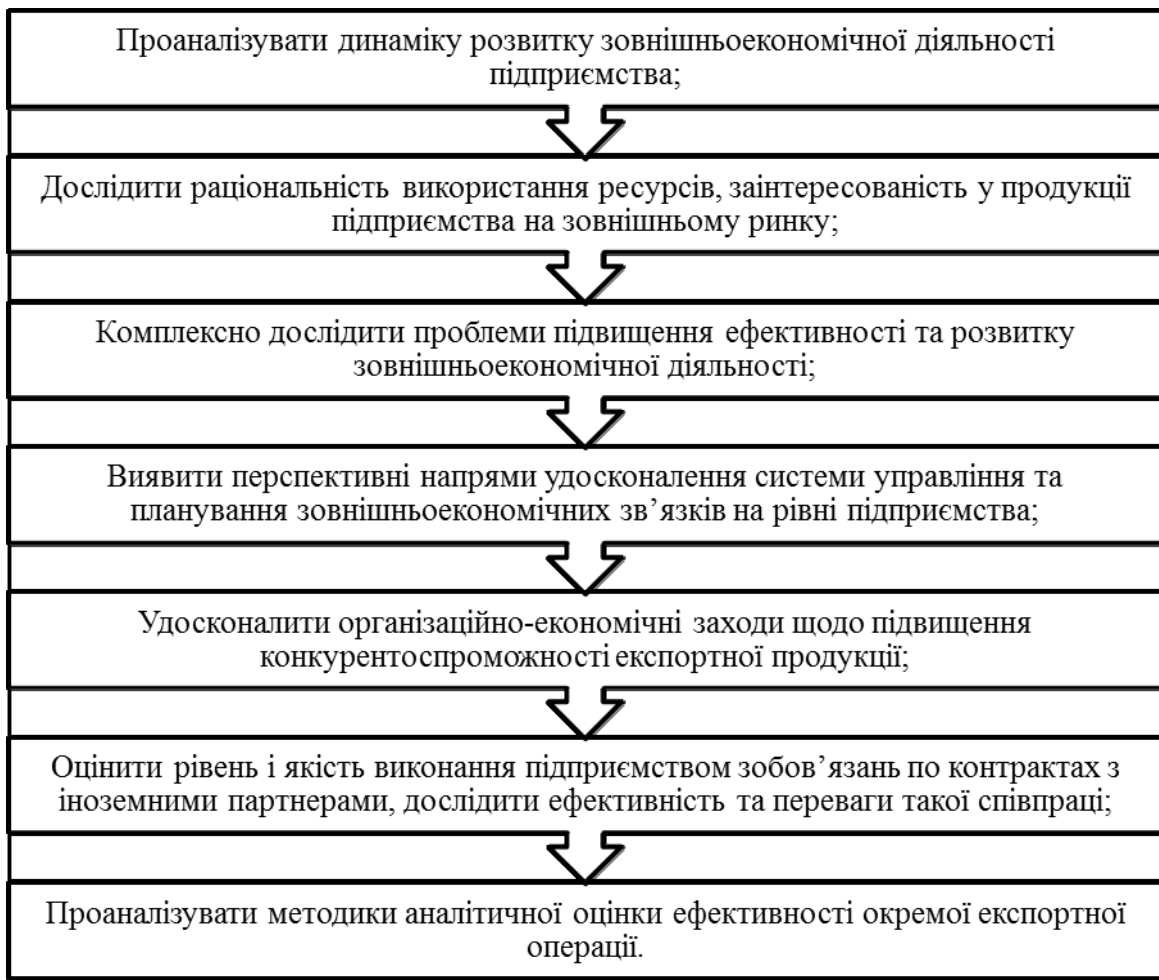 Проаналізувати динаміку розвитку зовнішньоекономічної діяльності
підприємства;
Дослідити раціональність використання ресурсів, заінтересованість у продукції
підприємства на зовнішньому ринку;
Комплексно дослідити проблеми підвищення ефективності та розвитку
зовнішньоекономічної діяльності;
Виявити перспективні напрями удосконалення системи управління та
планування зовнішньоекономічних зв’язків на рівні підприємства;
Удосконалити організаційно-економічні заходи щодо підвищення
конкурентоспроможності експортної продукції;
Оцінити рівень і якість виконання підприємством зобов’язань по контрактах з
іноземними партнерами, дослідити ефективність та переваги такої співпраці;
Проаналізувати методики аналітичної оцінки ефективності окремої експортної
операції.